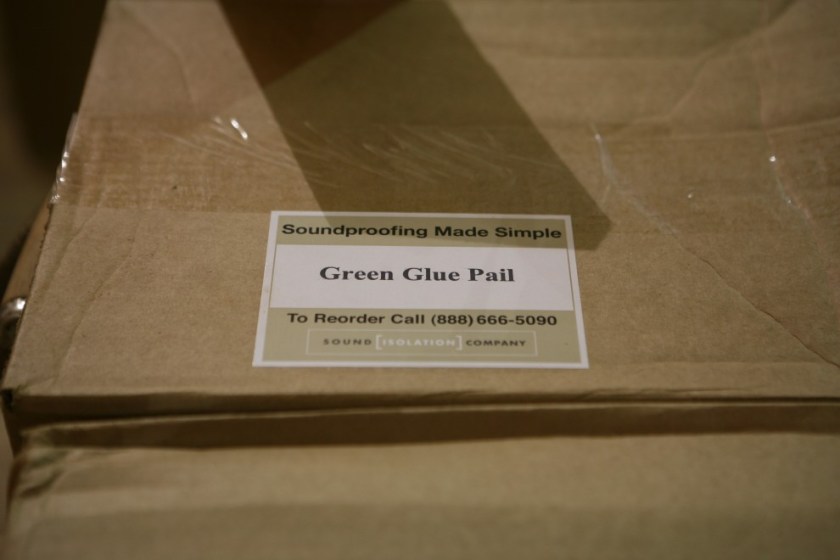 Soundproofing Made Simple
Green Glue Pail
To Reorder Call (888) 666-5090
SOUND [ISOLATION] COMPANY